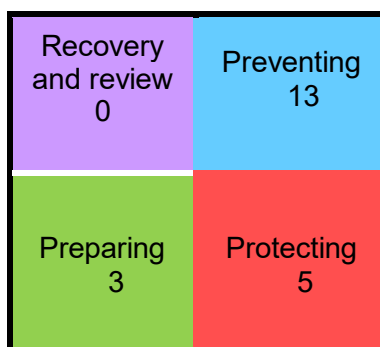 Recovery
and review
0
Preventing
13
Preparing
3
Protecting
5